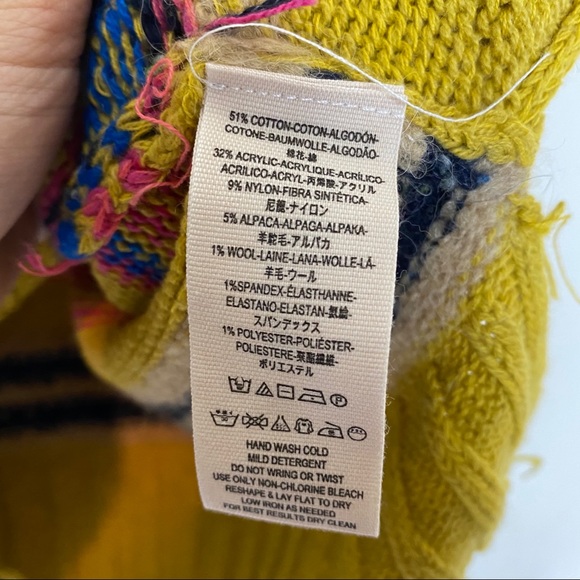 51% COTTON-COTON-ALGODÓN-
COTONE-BAUMWOLLE-ALGODÃO-
棉花-綿
32% ACRYLIC-ACRYLIQUE-ACRÍLICO-
ACRILICO-ACRYL-丙烯酸-アクリル
9% NYLON-FIBRA SINTÉTICA-
尼龍-ナイロン
5% ALPACA-ALPAGA-ALPAKA-
羊駝毛-アルパカ
1% WOOL-LAINE-LANA-WOLLE-LÃ-
羊毛-ウール
1%SPANDEX-ÉLASTHANNE-
ELASTANO-ELASTAN-氨綸-
スパンデックス
1% POLYESTER-POLIÉSTER-
POLIESTERE-聚酯纖維-
ポリエステル
HAND WASH COLD
MILD DETERGENT
DO NOT WRING OR TWIST
USE ONLY NON-CHLORINE BLEACH
RESHAPE & LAY FLAT TO DRY
LOW IRON AS NEEDED
FOR BEST RESULTS DRY CLEAN